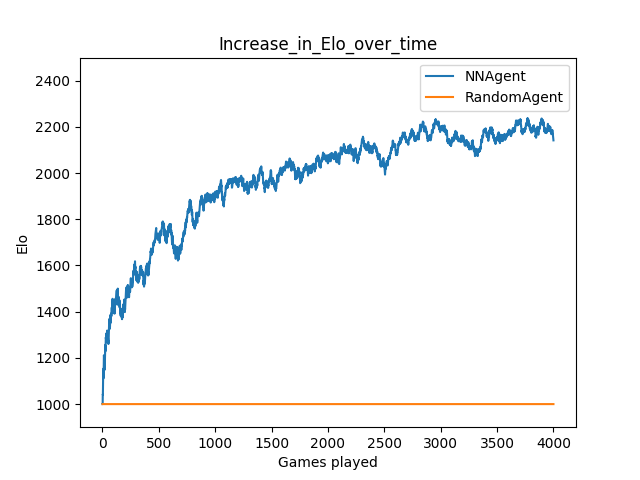 Increase_in_Elo_over_time
NNAgent
RandomAgent
2400
2200
2000
1800
1600
1400
1200
1000
Elo
0 500 1000 1500 2000 2500 3000 3500 4000
Games played